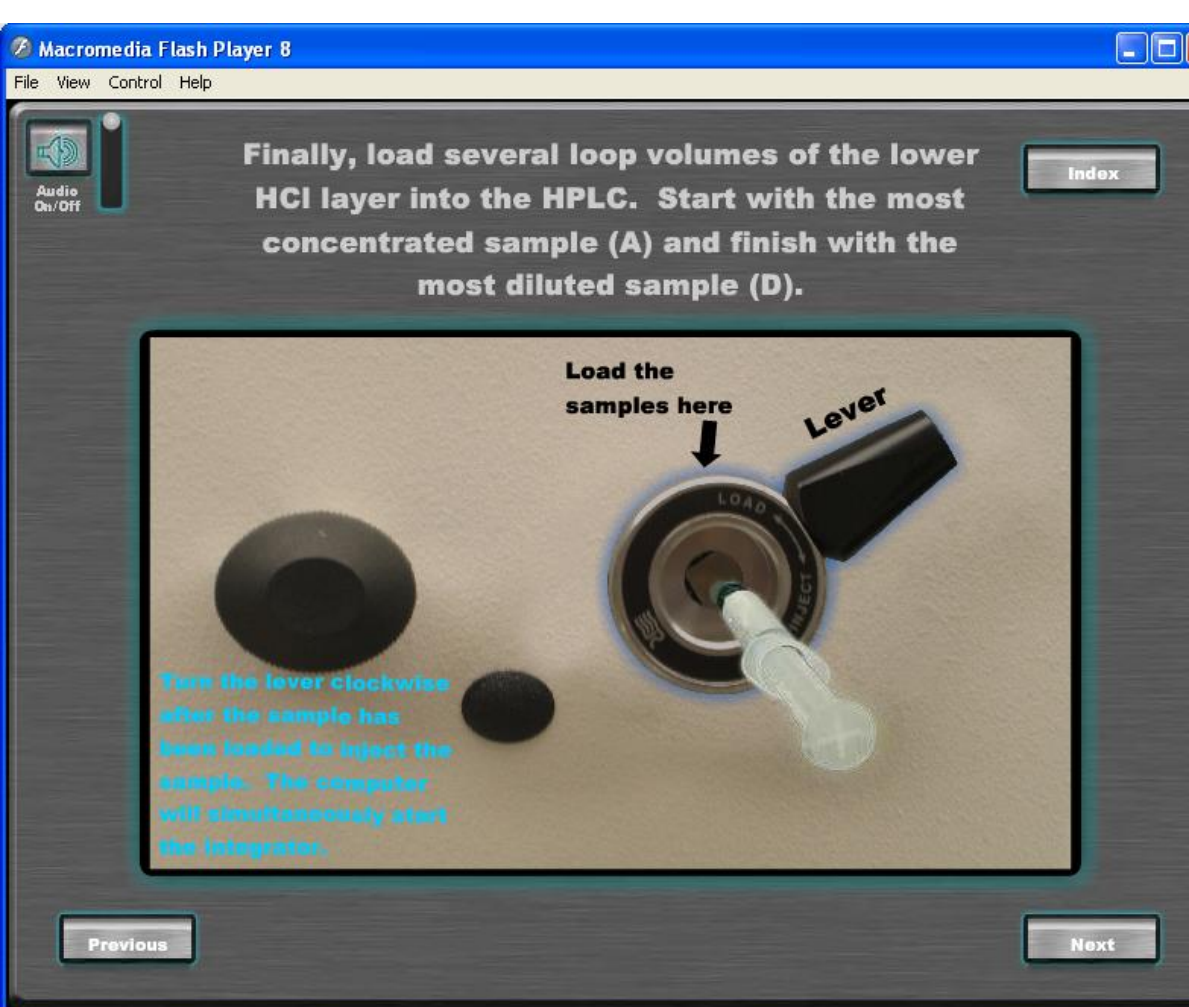 Macromedia Flash Player 8
File View Control Help
Audio
On/Off
Finally, load several loop volumes of the lower
HCl layer into the HPLC. Start with the most
concentrated sample (A) and finish with the
most diluted sample (D).
Index
Load the
samples here
Lever
LOAD
INJECT
Turn the lever clockwise
after the sample has
been loaded to inject the
sample. The computer
will simultaneously start
the integrator.
Previous
Next